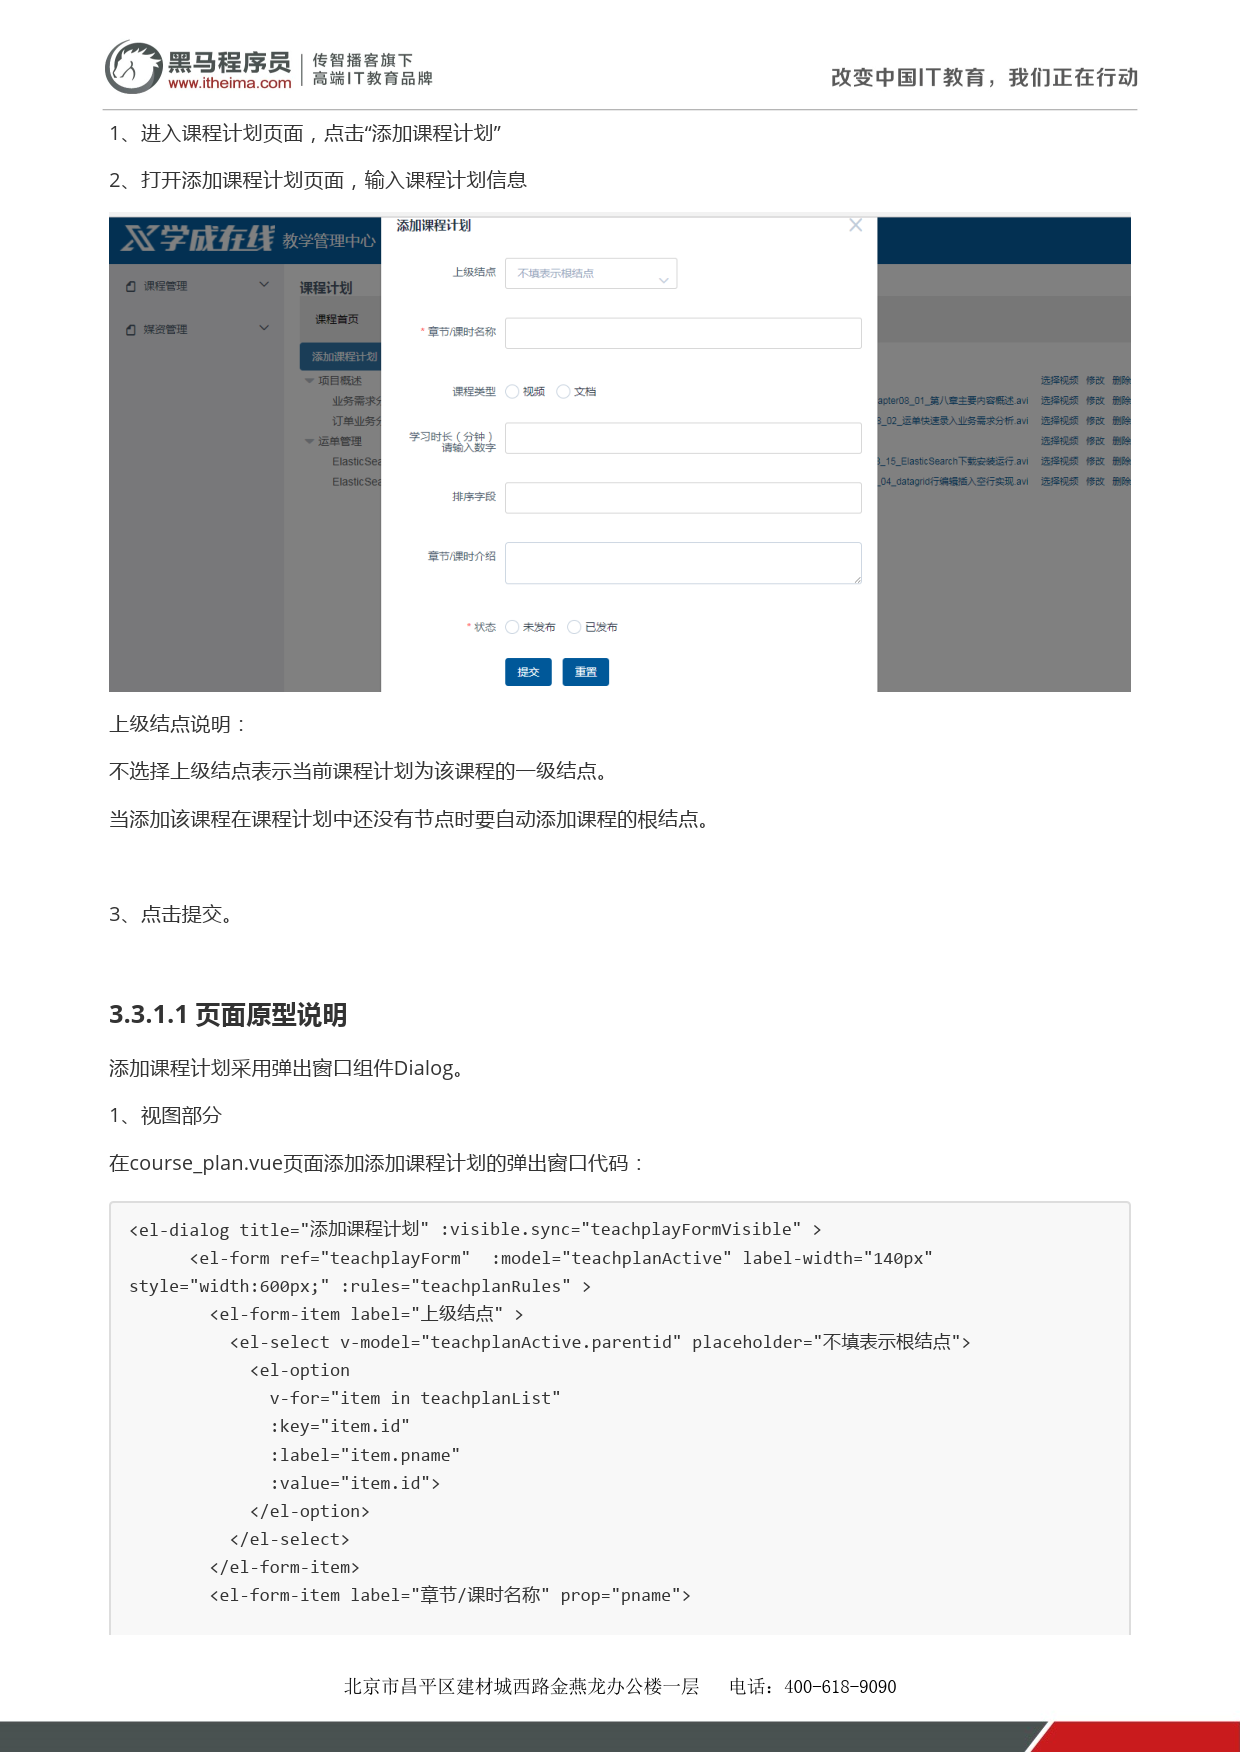 黑马程序员
www.itheima.com
传智播客旗下
高端IT教育品牌
改变中国IT教育，我们正在行动
1、进入课程计划页面，点击“添加课程计划”
2、打开添加课程计划页面，输入课程计划信息
学成在线 教学管理中心
添加课程计划
课程管理
媒资管理
课程计划
课程首页
添加课程计划
项目概述
业务需求分
订单业务分
运单管理
ElasticSea
ElasticSea
上级结点 不填表示根结点
* 章节/课时名称
课程类型 视频 文档
学习时长（分钟）
请输入数字
排序字段
章节/课时介绍
* 状态 未发布 已发布
提交 重置
选择视频 修改 删除
apter08_01_第八章主要内容概述.avi 选择视频 修改 删除
_02_运单快速录入业务需求分析.avi 选择视频 修改 删除
选择视频 修改 删除
_15_ElasticSearch下载安装运行.avi 选择视频 修改 删除
_04_datagrid行编辑插入空行实现.avi 选择视频 修改 删除
上级结点说明：
不选择上级结点表示当前课程计划为该课程的一级结点。
当添加该课程在课程计划中还没有节点时要自动添加课程的根结点。
3、点击提交。
3.3.1.1 页面原型说明
添加课程计划采用弹出窗口组件Dialog。
1、视图部分
在course_plan.vue页面添加添加课程计划的弹出窗口代码：
<el-dialog title="添加课程计划" :visible.sync="teachplayFormVisible" >
<el-form ref="teachplayForm"  :model="teachplanActive" label-width="140px"
style="width:600px;" :rules="teachplanRules" >
<el-form-item label="上级结点" >
<el-select v-model="teachplanActive.parentid" placeholder="不填表示根结点">
<el-option
v-for="item in teachplanList"
:key="item.id"
:label="item.pname"
:value="item.id">
</el-option>
</el-select>
</el-form-item>
<el-form-item label="章节/课时名称" prop="pname">
北京市昌平区建材城西路金燕龙办公楼一层 电话：400-618-9090